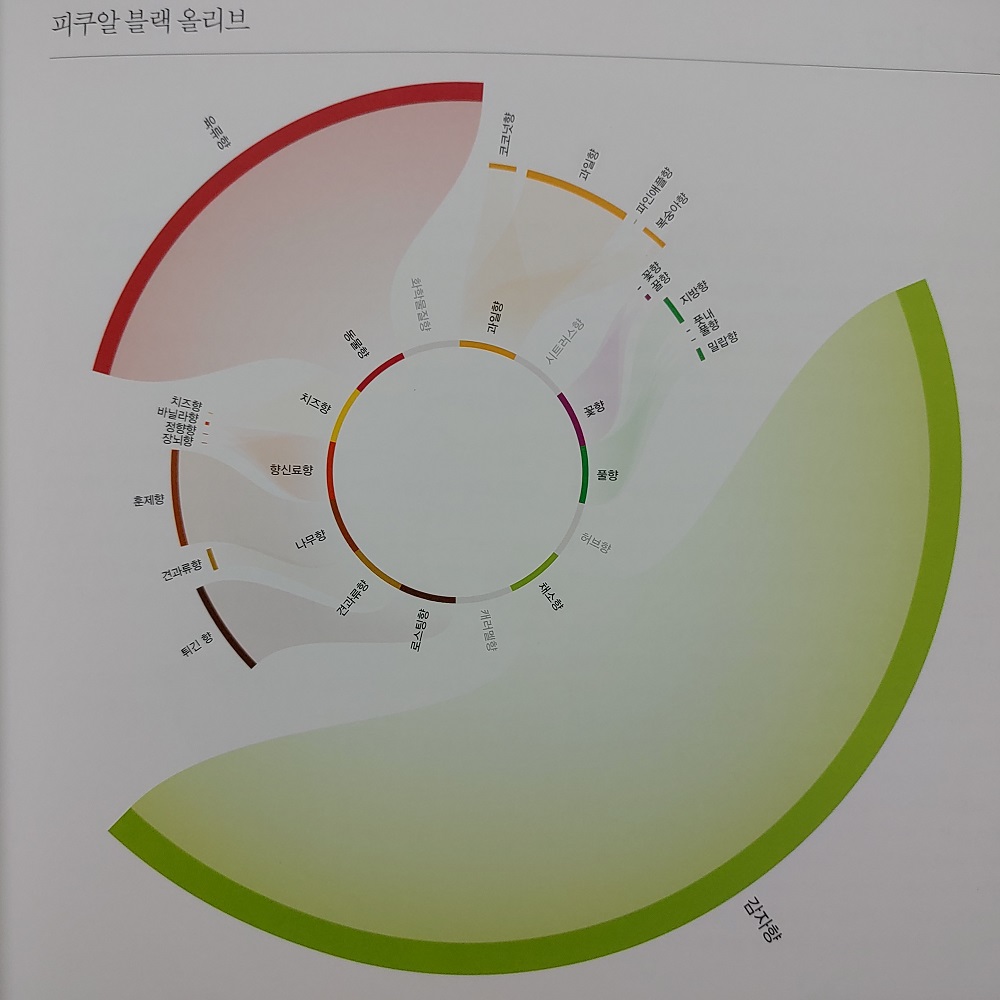 피쿠알 블랙 올리브
육류향
코코넛향
과일향
파인애플향
복숭아향
꽃향
꿀향
지방향
풋내
풀향
밀랍향
감자향
튀긴 향
견과류향
훈제향
장뇌향
정향향
바닐라향
치즈향
화학물질향
과일향
시트러스향
꽃향
풀향
허브향
채소향
캐러멜향
로스팅향
견과류향
나무향
향신료향
치즈향
동물향